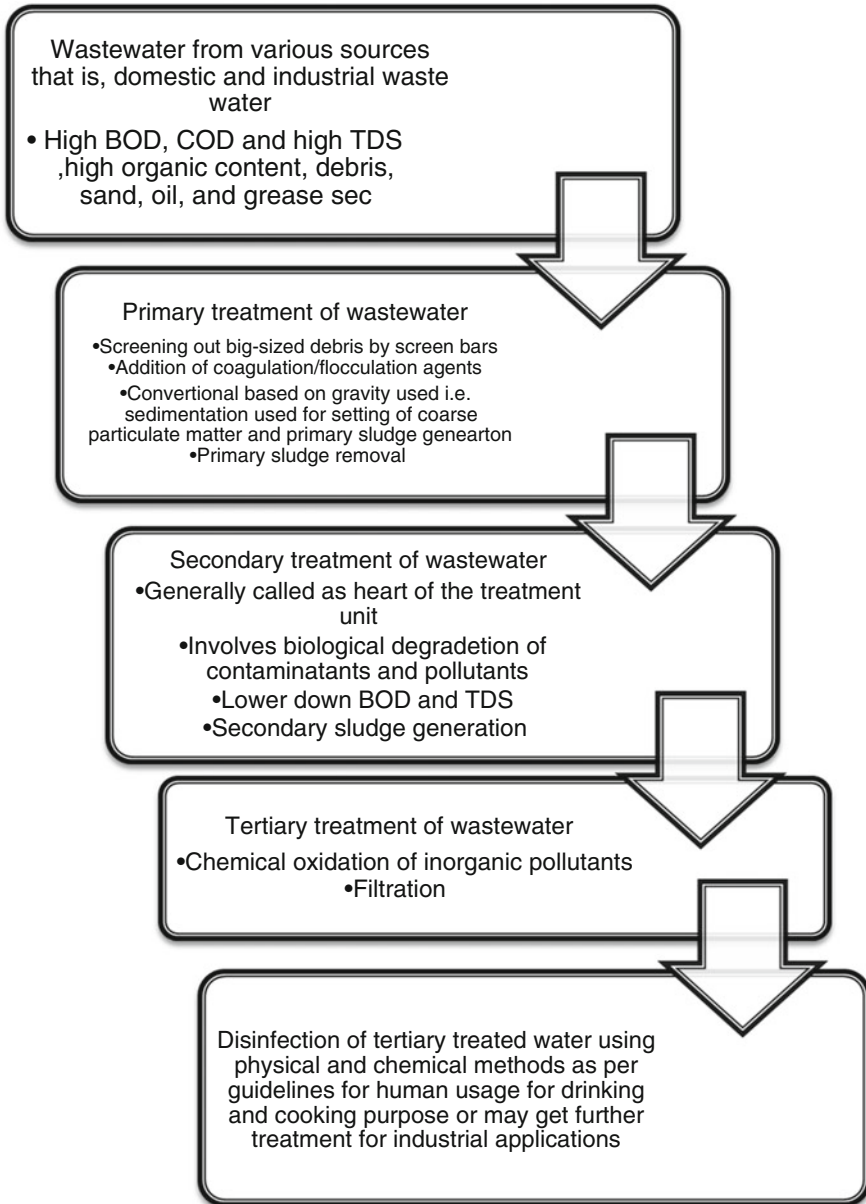 Wastewater from various sources
that is, domestic and industrial waste
water
• High BOD, COD and high TDS
,high organic content, debris,
sand, oil, and grease sec
Primary treatment of wastewater
•Screening out big-sized debris by screen bars
•Addition of coagulation/flocculation agents
•Convertional based on gravity used i.e.
sedimentation used for setting of coarse
particulate matter and primary sludge genearton
•Primary sludge removal
Secondary treatment of wastewater
•Generally called as heart of the treatment
unit
•Involves biological degradetion of
contaminatants and pollutants
•Lower down BOD and TDS
•Secondary sludge generation
Tertiary treatment of wastewater
•Chemical oxidation of inorganic pollutants
•Filtration
Disinfection of tertiary treated water using
physical and chemical methods as per
guidelines for human usage for drinking
and cooking purpose or may get further
treatment for industrial applications